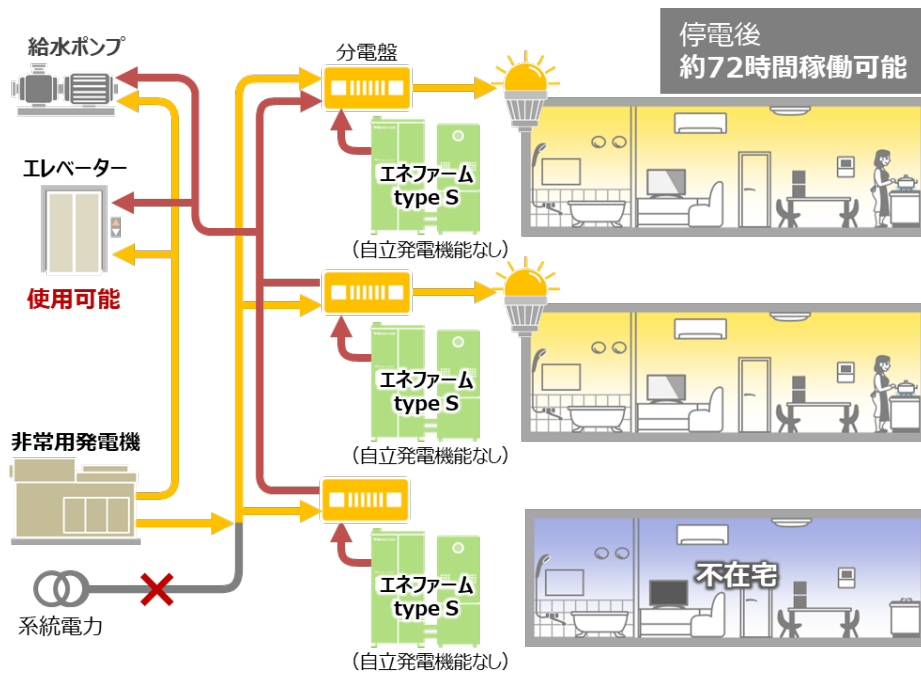 停電後
約72時間稼働可能
給水ポンプ
分電盤
エネファーム
type S
(自立発電機能なし)
エレベーター
使用可能
エネファーム
type S
(自立発電機能なし)
非常用発電機
エネファーム
type S
(自立発電機能なし)
不在宅
系統電力